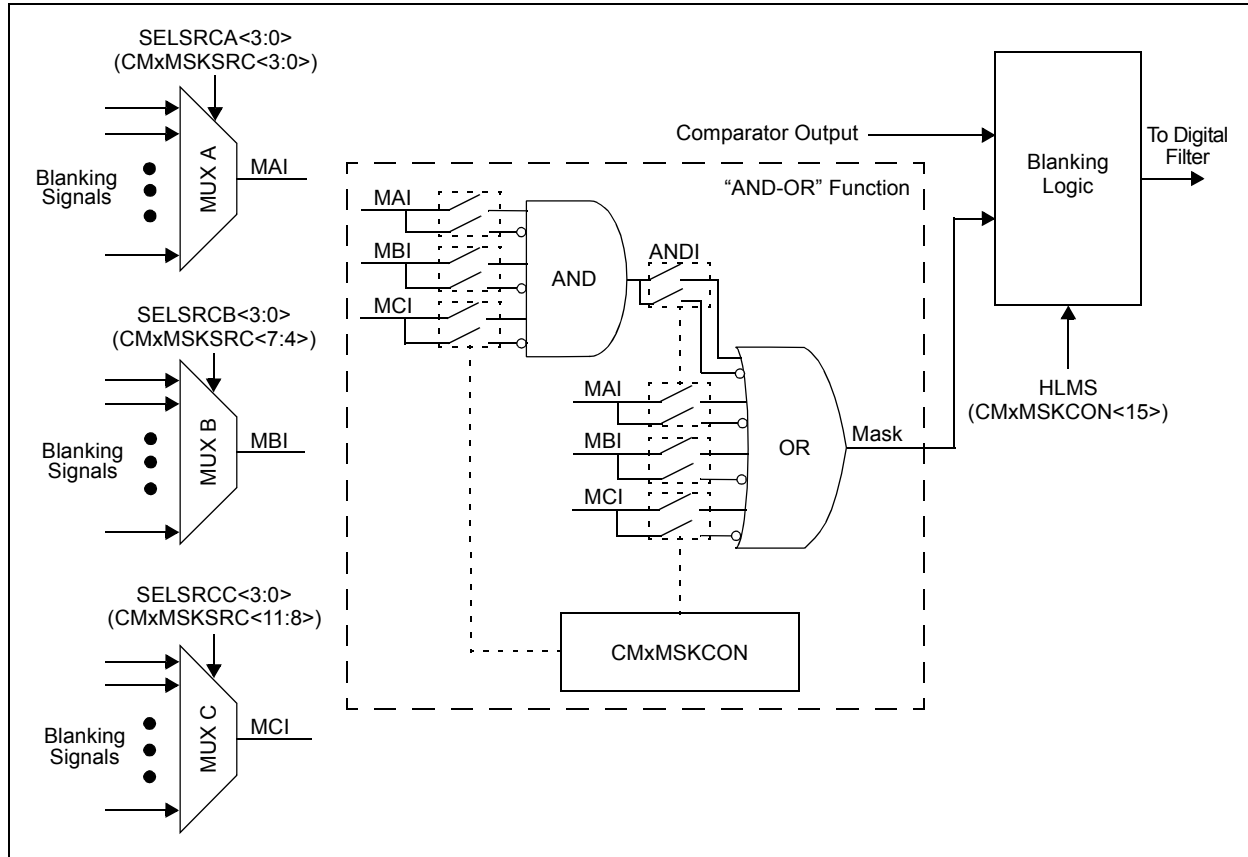 SELSRCA<3:0>
(CMxMSKSRC<3:0>)
Blanking
Signals
MUX A
MAI
SELSRCB<3:0>
(CMxMSKSRC<7:4>)
Blanking
Signals
MUX B
MBI
SELSRCC<3:0>
(CMxMSKSRC<11:8>)
Blanking
Signals
MUX C
MCI
Comparator Output
“AND-OR” Function
MAI
MBI
MCI
AND
ANDI
MAI
MBI
MCI
OR
Mask
CMxMSKCON
Blanking
Logic
To Digital
Filter
HLMS
(CMxMSKCON<15>)